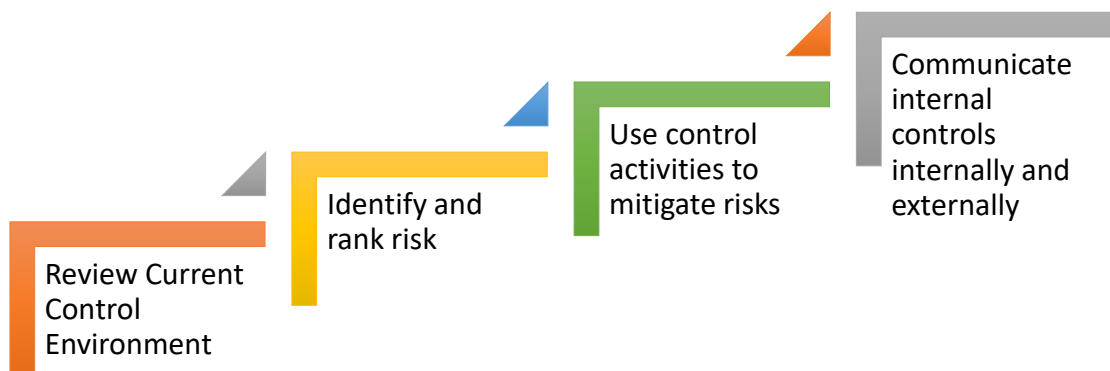 Review Current
Control
Environment
Identify and
rank risk
Use control
activities to
mitigate risks
Communicate
internal
controls
internally and
externally